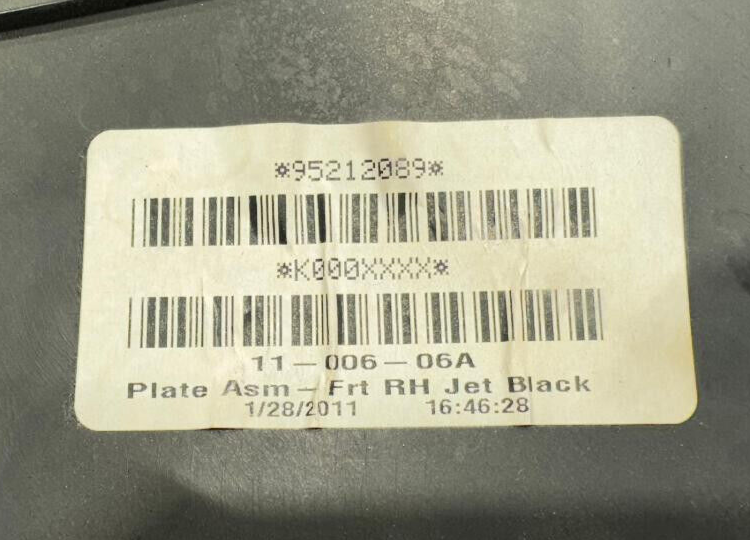 *95212089*
*K000XXXX*
11-006-06A
Plate Asm - Frt RH Jet Black
1/28/2011 16:46:28